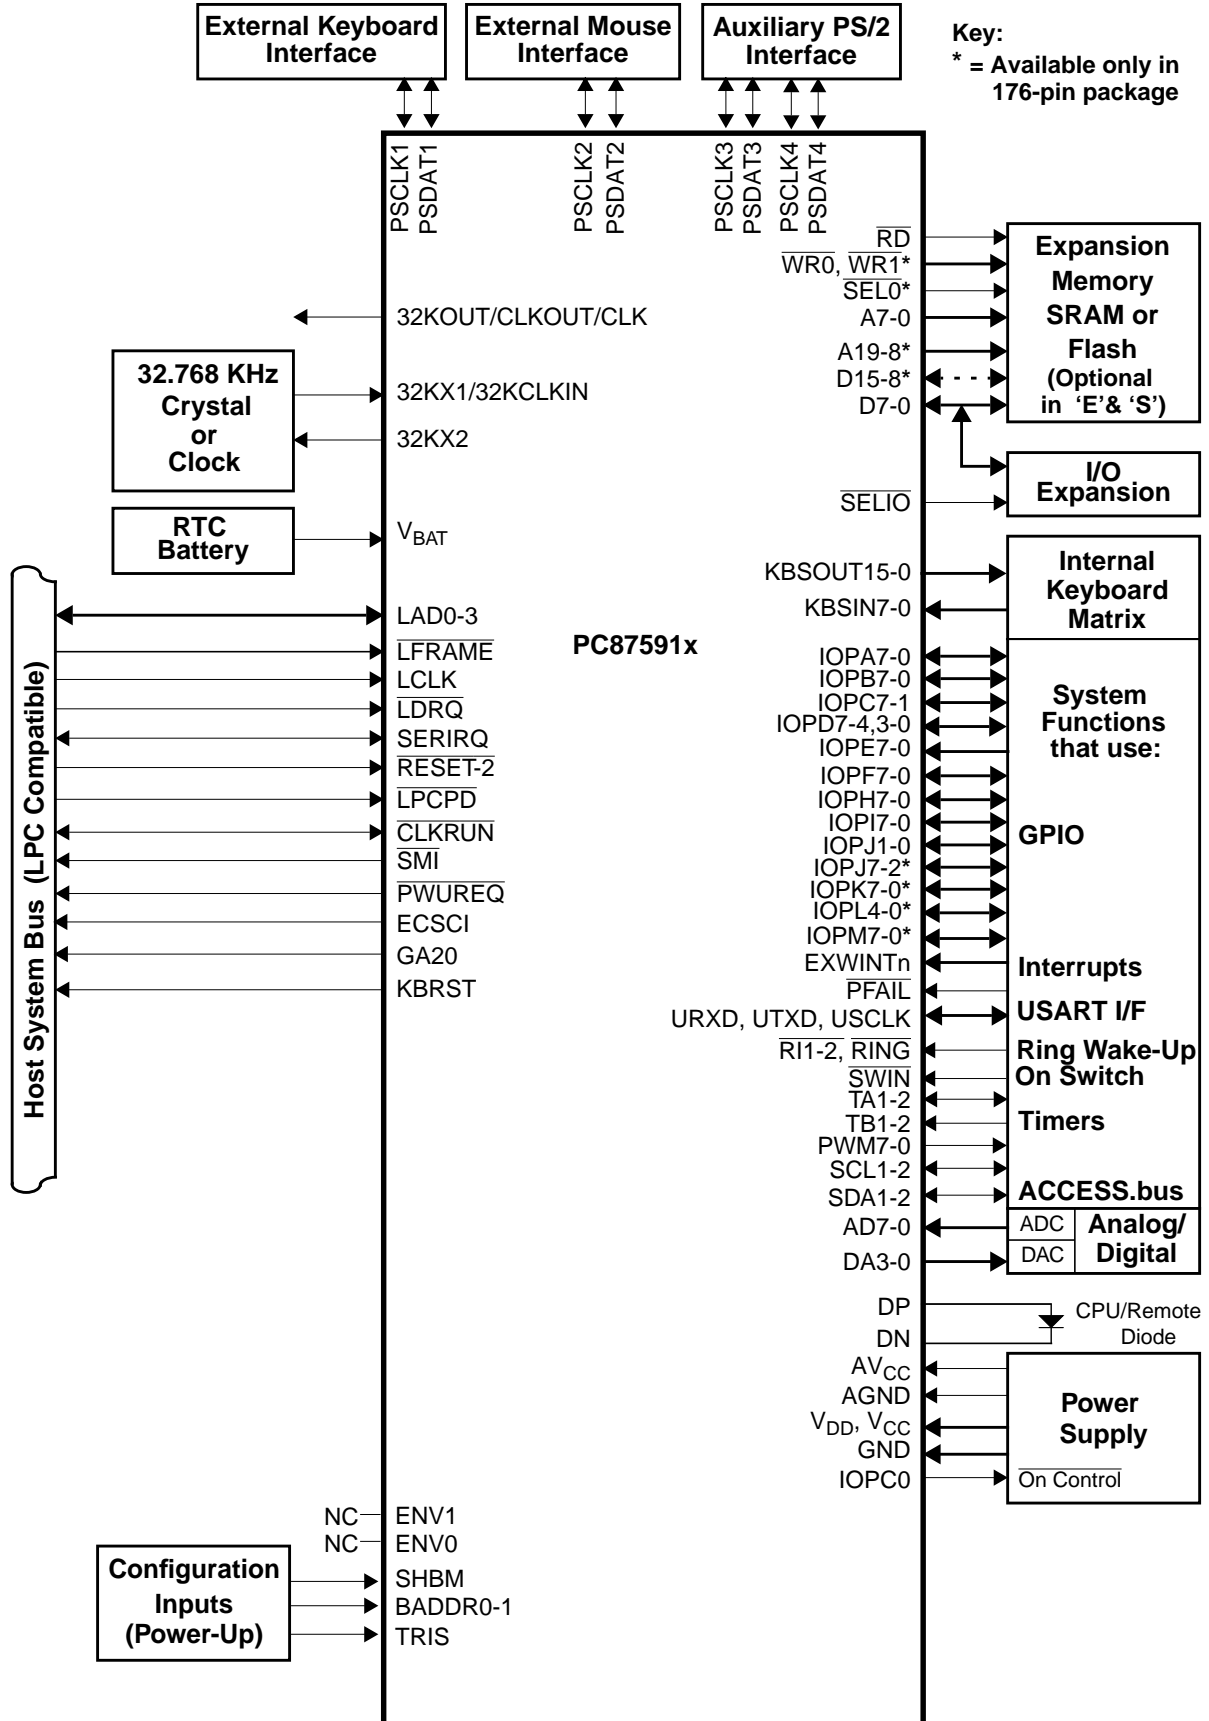 External Keyboard
Interface
External Mouse
Interface
Auxiliary PS/2
Interface
Key:
* = Available only in
176-pin package
PSCLK1
PSDAT1
PSCLK2
PSDAT2
PSCLK3
PSDAT3
PSCLK4
PSDAT4
32KOUT/CLKOUT/CLK
32.768 KHz
Crystal
or
Clock
32KX1/32KCLKIN
32KX2
RTC
Battery
VBAT
Host System Bus (LPC Compatible)
LAD0-3
LFRAME
LCLK
LDRQ
SERIRQ
RESET-2
LPCPD
CLKRUN
SMI
PWUREQ
ECSCI
GA20
KBRST
PC87591x
NC
ENV1
NC
ENV0
Configuration
Inputs
(Power-Up)
SHBM
BADDR0-1
TRIS
RD
WR0, WR1*
SEL0*
A7-0
A19-8*
D15-8*
D7-0
Expansion
Memory
SRAM or
Flash
(Optional
in 'E'& 'S')
SELIO
I/O
Expansion
KBSOUT15-0
KBSIN7-0
Internal
Keyboard
Matrix
IOPA7-0
IOPB7-0
IOPC7-1
IOPD7-4,3-0
IOPE7-0
IOPF7-0
IOPH7-0
IOPI7-0
IOPJ1-0
IOPJ7-2*
IOPK7-0*
IOPL4-0*
IOPM7-0*
EXWINTn
PFAIL
URXD, UTXD, USCLK
RI1-2, RING
SWIN
TA1-2
TB1-2
PWM7-0
SCL1-2
SDA1-2
AD7-0
DA3-0
System
Functions
that use:
GPIO
Interrupts
USART I/F
Ring Wake-Up
On Switch
Timers
ACCESS.bus
ADC
DAC
Analog/
Digital
DP
DN
CPU/Remote
Diode
AVCC
AGND
VDD, VCC
GND
IOPC0
Power
Supply
On Control